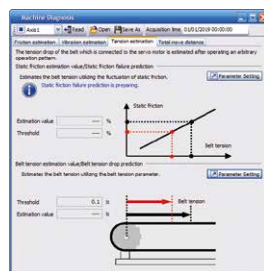 Machine Diagnosis
Axis1 Read Open Save As Acquisition time 01/01/2019 00:00:00
Friction estimation Vibration estimation Tension estimation Total move distance
The tension drop of the belt which is connected to the servo motor is estimated after operating an arbitrary
operation pattern.
Static friction estimation value/Static friction failure prediction
Estimates the belt tension utilizing the fluctuation of static friction.
Parameter Setting
Static friction failure prediction is preparing.
Static friction
Estimation value ---- %
Threshold ---- %
Belt tension
Belt tension estimation value/Belt tension drop prediction
Estimates the belt tension utilizing the belt tension parameter.
Parameter Setting
Threshold 0.1 N
Belt tension
Estimation value ---- N